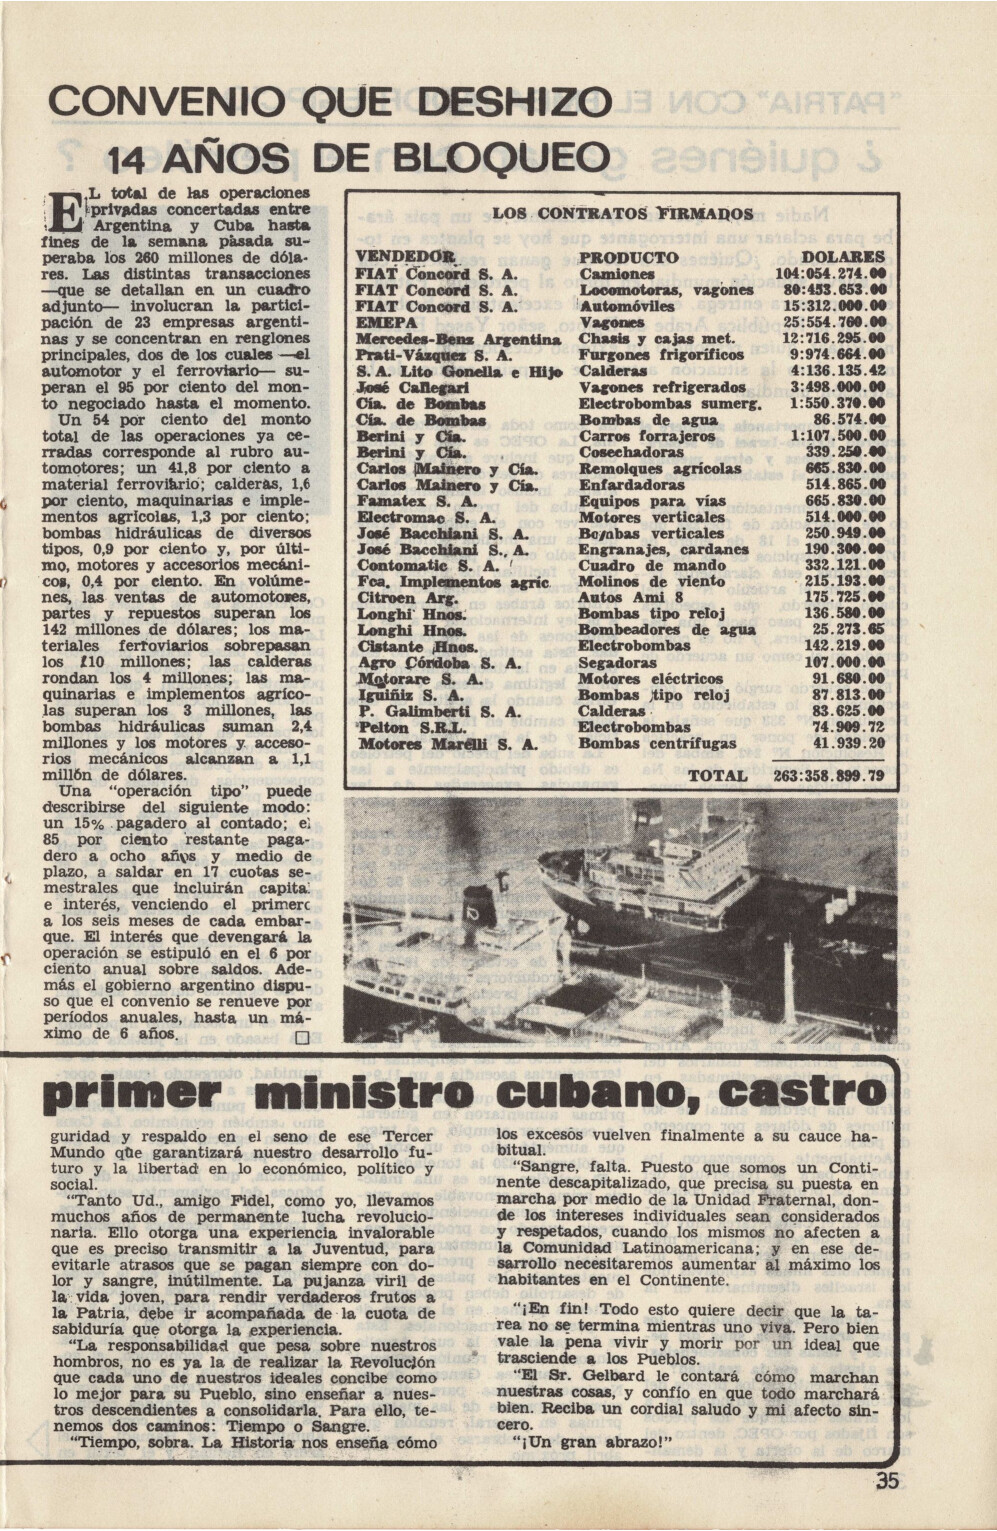 CONVENIO QUE DESHIZO
14 AÑOS DE BLOQUEO
EL total de las operaciones
privadas concertadas entre
Argentina y Cuba hasta
fines de la semana pasada su-
peraba los 260 millones de dóla-
res. Las distintas transacciones
—que se detallan en un cuadro
adjunto— involucran la partici-
pación de 23 empresas argenti-
nas y se concentran en renglones
principales, dos de los cuales —el
automotor y el ferroviario— su-
peran el 95 por ciento del mon-
to negociado hasta el momento.
Un 54 por ciento del monto
total de las operaciones ya ce-
rradas corresponde al rubro au-
tomotores; un 41,8 por ciento a
material ferroviario; calderas, 1,6
por ciento, maquinarias e imple-
mentos agrícolas, 1,3 por ciento;
bombas hidráulicas de diversos
tipos, 0,9 por ciento y, por últi-
mo, motores y accesorios mecáni-
cos, 0,4 por ciento. En volúme-
nes, las ventas de automotores,
partes y repuestos superan los
142 millones de dólares; los ma-
teriales ferroviarios sobrepasan
los 110 millones; las calderas
rondan los 4 millones; las ma-
quinarias e implementos agríco-
las superan los 3 millones, las
bombas hidráulicas suman 2,4
millones y los motores y acceso-
rios mecánicos alcanzan a 1,1
millón de dólares.
Una "operación tipo" puede
describirse del siguiente modo:
un 15% pagadero al contado; el
85 por ciento restante paga-
dero a ocho años y medio de
plazo, a saldar en 17 cuotas se-
mestrales que incluirán capital
e interés, venciendo el primero
a los seis meses de cada embar-
que. El interés que devengará la
operación se estipuló en el 6 por
ciento anual sobre saldos. Ade-
más el gobierno argentino dispu-
so que el convenio se renueve por
períodos anuales, hasta un má-
ximo de 6 años.
LOS CONTRATOS FIRMADOS
VENDEDOR PRODUCTO DOLARES
FIAT Concord S. A. Camiones 104:054.274.00
FIAT Concord S. A. Locomotoras, vagones 80:453.653.00
FIAT Concord S. A. Automóviles 15:312.000.00
EMEPA Vagones 25:554.760.00
Mercedes-Benz Argentina Chasis y cajas met. 12:716.295.00
Prati-Vázquez S. A. Furgones frigoríficos 9:974.664.00
S. A. Lito Gonella e Hijo Calderas 4:136.135.42
José Callegari Vagones refrigerados 3:498.000.00
Cía. de Bombas Electrobombas sumerg. 1:550.370.00
Cía. de Bombas Bombas de agua 86.574.00
Berini y Cía. Carros forrajeros 1:107.500.00
Berini y Cía. Cosechadoras 339.250.00
Carlos Mainero y Cía. Remolques agrícolas 665.830.00
Carlos Mainero y Cía. Enfardadoras 514.865.00
Famatex S. A. Equipos para vías 665.830.00
Electromac S. A. Motores verticales 514.000.00
José Bacchiani S. A. Bombas verticales 250.949.00
José Bacchiani S. A. Engranajes, cardanes 190.300.00
Contomatic S. A. Cuadro de mando 332.121.00
Fca. Implementos agríc. Molinos de viento 215.193.00
Citroen Arg. Autos Ami 8 175.725.00
Longhi Hnos. Bombas tipo reloj 136.580.00
Longhi Hnos. Bombeadores de agua 25.273.65
Cistante Hnos. Electrobombas 142.219.00
Agro Córdoba S. A. Segadoras 107.000.00
Motorare S. A. Motores eléctricos 91.680.00
Iguiñiz S. A. Bombas tipo reloj 87.813.00
P. Galimberti S. A. Calderas 83.625.00
Pelton S.R.L. Electrobombas 74.909.72
Motores Marelli S. A. Bombas centrífugas 41.939.20
TOTAL 263:358.899.79
primer ministro cubano, castro
guridad y respaldo en el seno de ese Tercer
Mundo que garantizará nuestro desarrollo fu-
turo y la libertad en lo económico, político y
social.
"Tanto Ud., amigo Fidel, como yo, llevamos
muchos años de permanente lucha revolucio-
naria. Ello otorga una experiencia invalorable
que es preciso transmitir a la Juventud, para
evitarle atrasos que se pagan siempre con do-
lor y sangre, inútilmente. La pujanza viril de
la vida joven, para rendir verdaderos frutos a
la Patria, debe ir acompañada de la cuota de
sabiduría que otorga la experiencia.
"La responsabilidad que pesa sobre nuestros
hombros, no es ya la de realizar la Revolución
que cada uno de nuestros ideales concibe como
lo mejor para su Pueblo, sino enseñar a nues-
tros descendientes a consolidarla. Para ello, te-
nemos dos caminos: Tiempo o Sangre.
"Tiempo, sobra. La Historia nos enseña cómo
los excesos vuelven finalmente a su cauce ha-
bitual.
"Sangre, falta. Puesto que somos un Conti-
nente descapitalizado, que precisa su puesta en
marcha por medio de la Unidad Fraternal, don-
de los intereses individuales sean considerados
y respetados, cuando los mismos no afecten a
la Comunidad Latinoamericana; y en ese de-
sarrollo necesitaremos aumentar al máximo los
habitantes en el Continente.
"¡En fin! Todo esto quiere decir que la ta-
rea no se termina mientras uno viva. Pero bien
vale la pena vivir y morir por un ideal que
trasciende a los Pueblos.
"El Sr. Gelbard le contará cómo marchan
nuestras cosas, y confío en que todo marchará
bien. Reciba un cordial saludo y mi afecto sin-
cero.
"¡Un gran abrazo!"
35